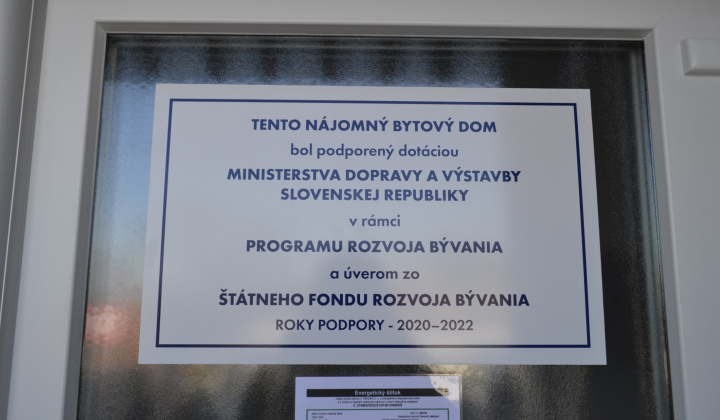 TENTO NÁJOMNÝ BYTOVÝ DOM
bol podporený dotáciou
MINISTERSTVA DOPRAVY A VÝSTAVBY
SLOVENSKEJ REPUBLIKY
v rámci
PROGRAMU ROZVOJA BÝVANIA
a úverom zo
ŠTÁTNEHO FONDU ROZVOJA BÝVANIA
ROKY PODPORY - 2020–2022
Energetický štítok